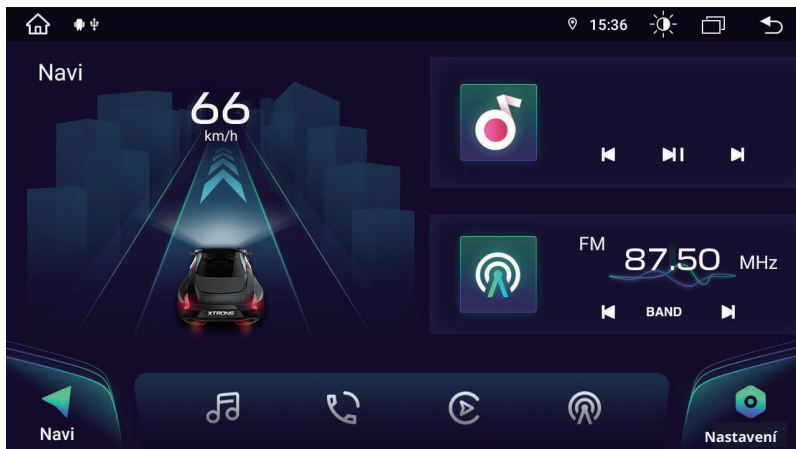 15:36
Navi
66
km/h
XTRONS
FM
87.50 MHz
BAND
Navi
Nastavení